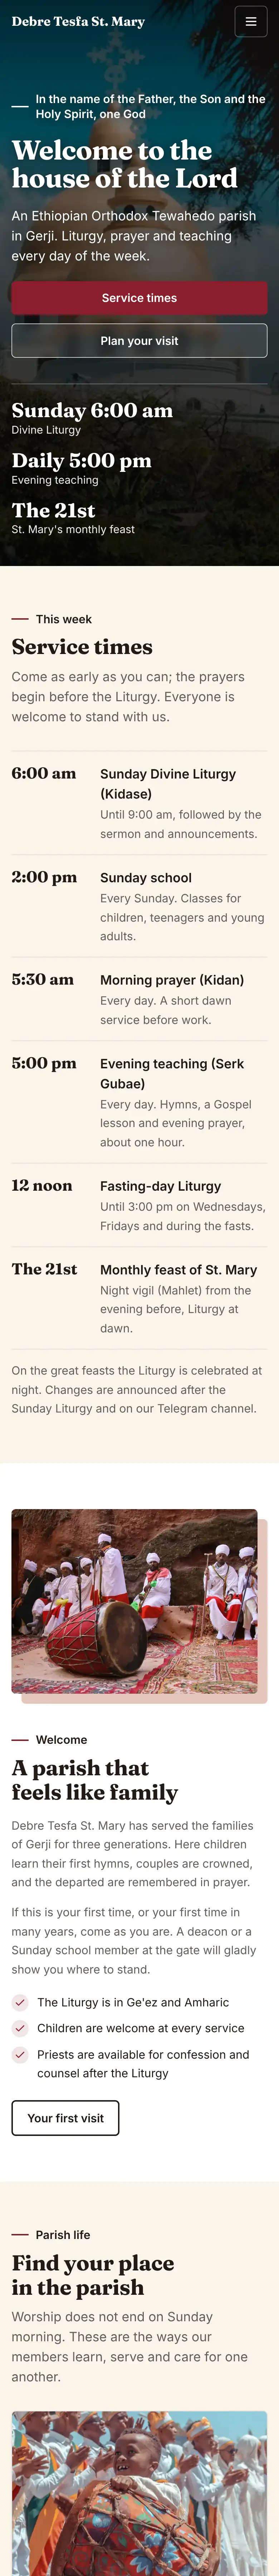 Debre Tesfa St. Mary
In the name of the Father, the Son and the
Holy Spirit, one God
Welcome to the
house of the Lord
An Ethiopian Orthodox Tewahedo parish
in Gerji. Liturgy, prayer and teaching
every day of the week.
Service times
Plan your visit
Sunday 6:00 am
Divine Liturgy
Daily 5:00 pm
Evening teaching
The 21st
St. Mary's monthly feast
This week
Service times
Come as early as you can; the prayers
begin before the Liturgy. Everyone is
welcome to stand with us.
6:00 am
Sunday Divine Liturgy
(Kidase)
Until 9:00 am, followed by the
sermon and announcements.
2:00 pm
Sunday school
Every Sunday. Classes for
children, teenagers and young
adults.
5:30 am
Morning prayer (Kidan)
Every day. A short dawn
service before work.
5:00 pm
Evening teaching (Serk
Gubae)
Every day. Hymns, a Gospel
lesson and evening prayer,
about one hour.
12 noon
Fasting-day Liturgy
Until 3:00 pm on Wednesdays,
Fridays and during the fasts.
The 21st
Monthly feast of St. Mary
Night vigil (Mahlet) from the
evening before, Liturgy at
dawn.
On the great feasts the Liturgy is celebrated at
night. Changes are announced after the
Sunday Liturgy and on our Telegram channel.
Welcome
A parish that
feels like family
Debre Tesfa St. Mary has served the families
of Gerji for three generations. Here children
learn their first hymns, couples are crowned,
and the departed are remembered in prayer.
If this is your first time, or your first time in
many years, come as you are. A deacon or a
Sunday school member at the gate will gladly
show you where to stand.
The Liturgy is in Ge'ez and Amharic
Children are welcome at every service
Priests are available for confession and
counsel after the Liturgy
Your first visit
Parish life
Find your place
in the parish
Worship does not end on Sunday
morning. These are the ways our
members learn, serve and care for one
another.